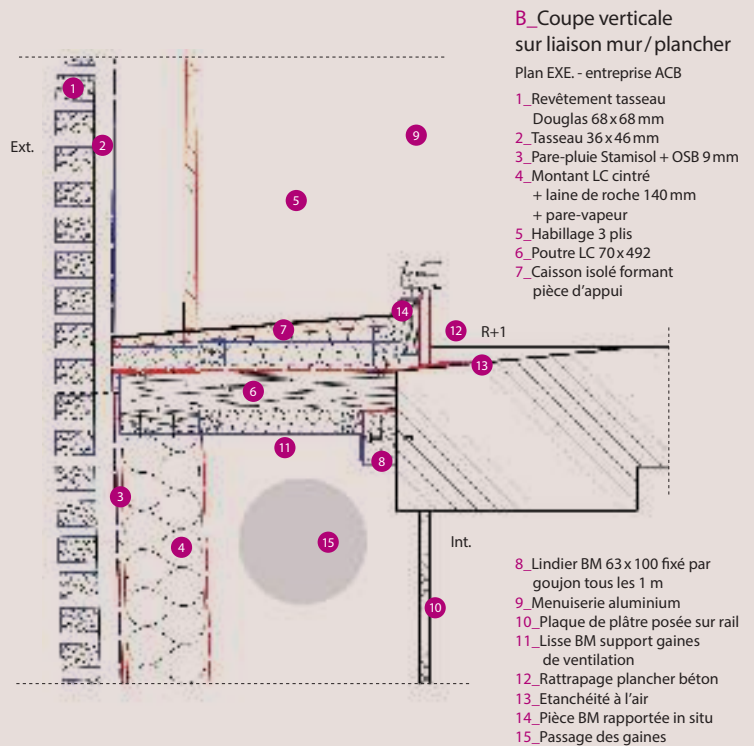 B_Coupe verticale
sur liaison mur/plancher
Plan EXE. - entreprise ACB
1_Revêtement tasseau
Douglas 68x68mm
2_Tasseau 36x46mm
3_Pare-pluie Stamisol + OSB 9mm
4_Montant LC cintré
+ laine de roche 140mm
+ pare-vapeur
5_Habillage 3 plis
6_Poutre LC 70x492
7_Caisson isolé formant
pièce d'appui
8_Lindier BM 63x100 fixé par
goujon tous les 1 m
9_Menuiserie aluminium
10_Plaque de plâtre posée sur rail
11_Lisse BM support gaines
de ventilation
12_Rattrapage plancher béton
13_Etanchéité à l'air
14_Pièce BM rapportée in situ
15_Passage des gaines
1
2
Ext.
9
5
14
7
12 R+1
13
6
11
8
3
4
15
Int.
10